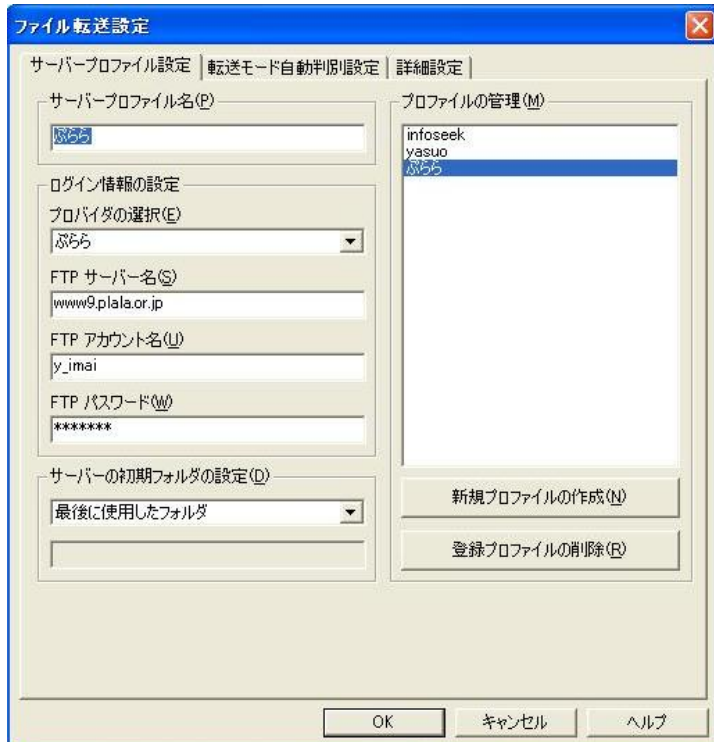 ファイル転送設定
サーバープロファイル設定
転送モード自動判別設定
詳細設定
サーバープロファイル名(P)
ぷらら
ログイン情報の設定
プロバイダの選択(E)
ぷらら
FTP サーバー名(S)
www9.plala.or.jp
FTP アカウント名(U)
y_imai
FTP パスワード(W)
*******
サーバーの初期フォルダの設定(D)
最後に使用したフォルダ
プロファイルの管理(M)
infoseek
yasuo
ぷらら
新規プロファイルの作成(N)
登録プロファイルの削除(R)
OK
キャンセル
ヘルプ